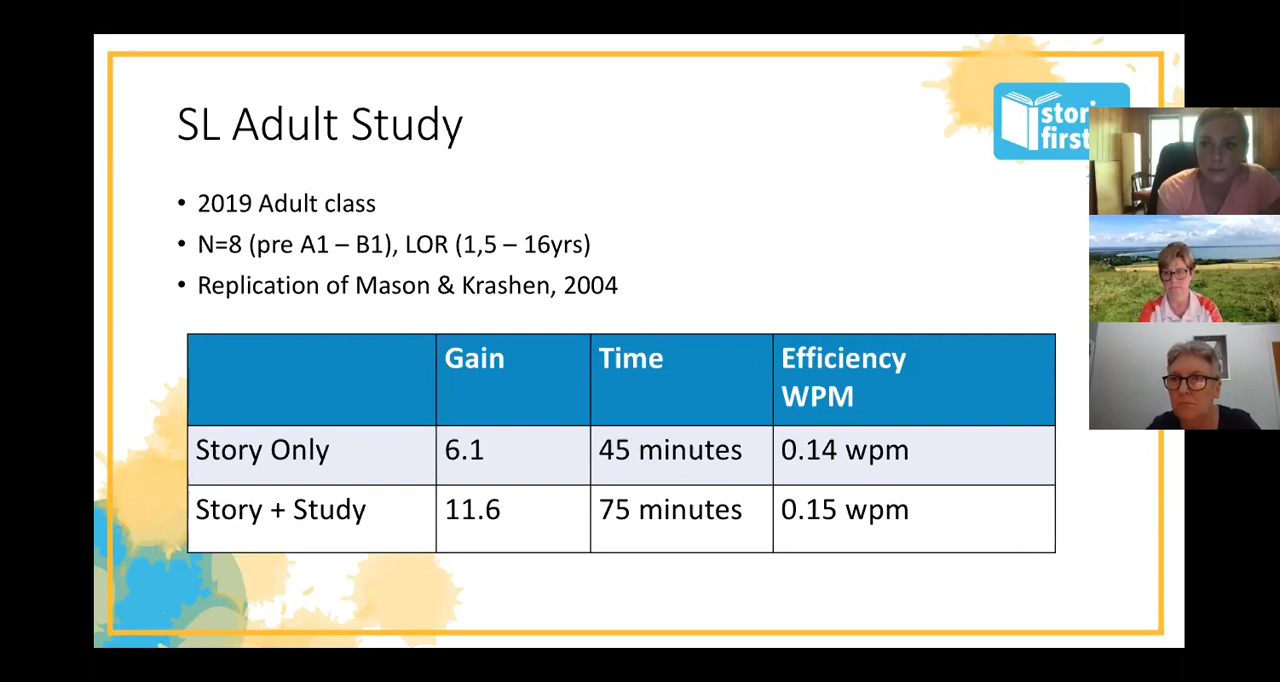 SL Adult Study
• 2019 Adult class
• N=8 (pre A1 – B1), LOR (1,5 – 16yrs)
• Replication of Mason & Krashen, 2004
Gain Time Efficiency
WPM
Story Only 6.1 45 minutes 0.14 wpm
Story + Study 11.6 75 minutes 0.15 wpm
first